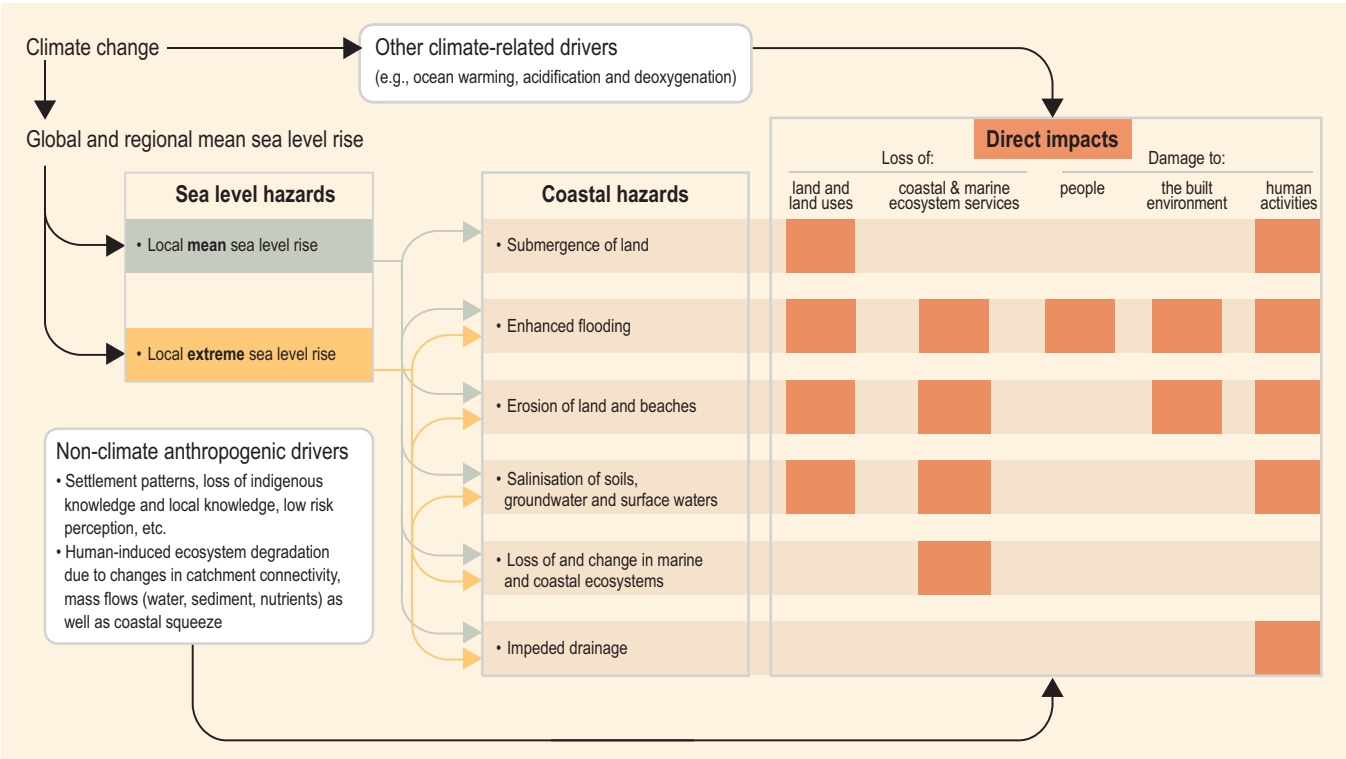 Climate change
Other climate-related drivers
(e.g., ocean warming, acidification and deoxygenation)
Global and regional mean sea level rise
Sea level hazards
• Local mean sea level rise
• Local extreme sea level rise
Non-climate anthropogenic drivers
• Settlement patterns, loss of indigenous
knowledge and local knowledge, low risk
perception, etc.
• Human-induced ecosystem degradation
due to changes in catchment connectivity,
mass flows (water, sediment, nutrients) as
well as coastal squeeze
Coastal hazards
• Submergence of land
• Enhanced flooding
• Erosion of land and beaches
• Salinisation of soils,
groundwater and surface waters
• Loss of and change in marine
and coastal ecosystems
• Impeded drainage
Direct impacts
Loss of:
land and
land uses
coastal & marine
ecosystem services
Damage to:
people
the built
environment
human
activities